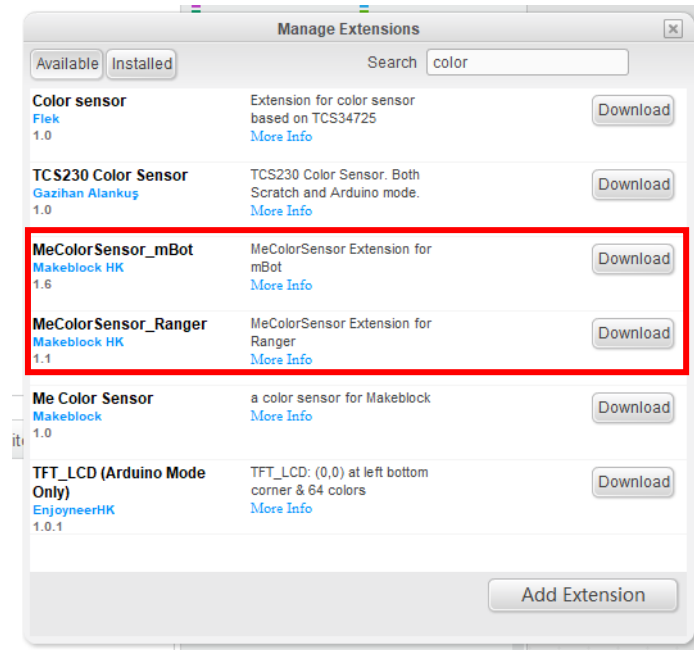 Manage Extensions
Available Installed Search color
Color sensor
Flek
1.0
Extension for color sensor
based on TCS34725
More Info
Download
TCS230 Color Sensor
Gazihan Alankuş
1.0
TCS230 Color Sensor. Both
Scratch and Arduino mode.
More Info
Download
MeColorSensor_mBot
Makeblock HK
1.6
MeColorSensor Extension for
mBot
More Info
Download
MeColorSensor_Ranger
Makeblock HK
1.1
MeColorSensor Extension for
Ranger
More Info
Download
Me Color Sensor
Makeblock
1.0
a color sensor for Makeblock
More Info
Download
TFT_LCD (Arduino Mode
Only)
EnjoyneerHK
1.0.1
TFT_LCD: (0,0) at left bottom
corner & 64 colors
More Info
Download
Add Extension